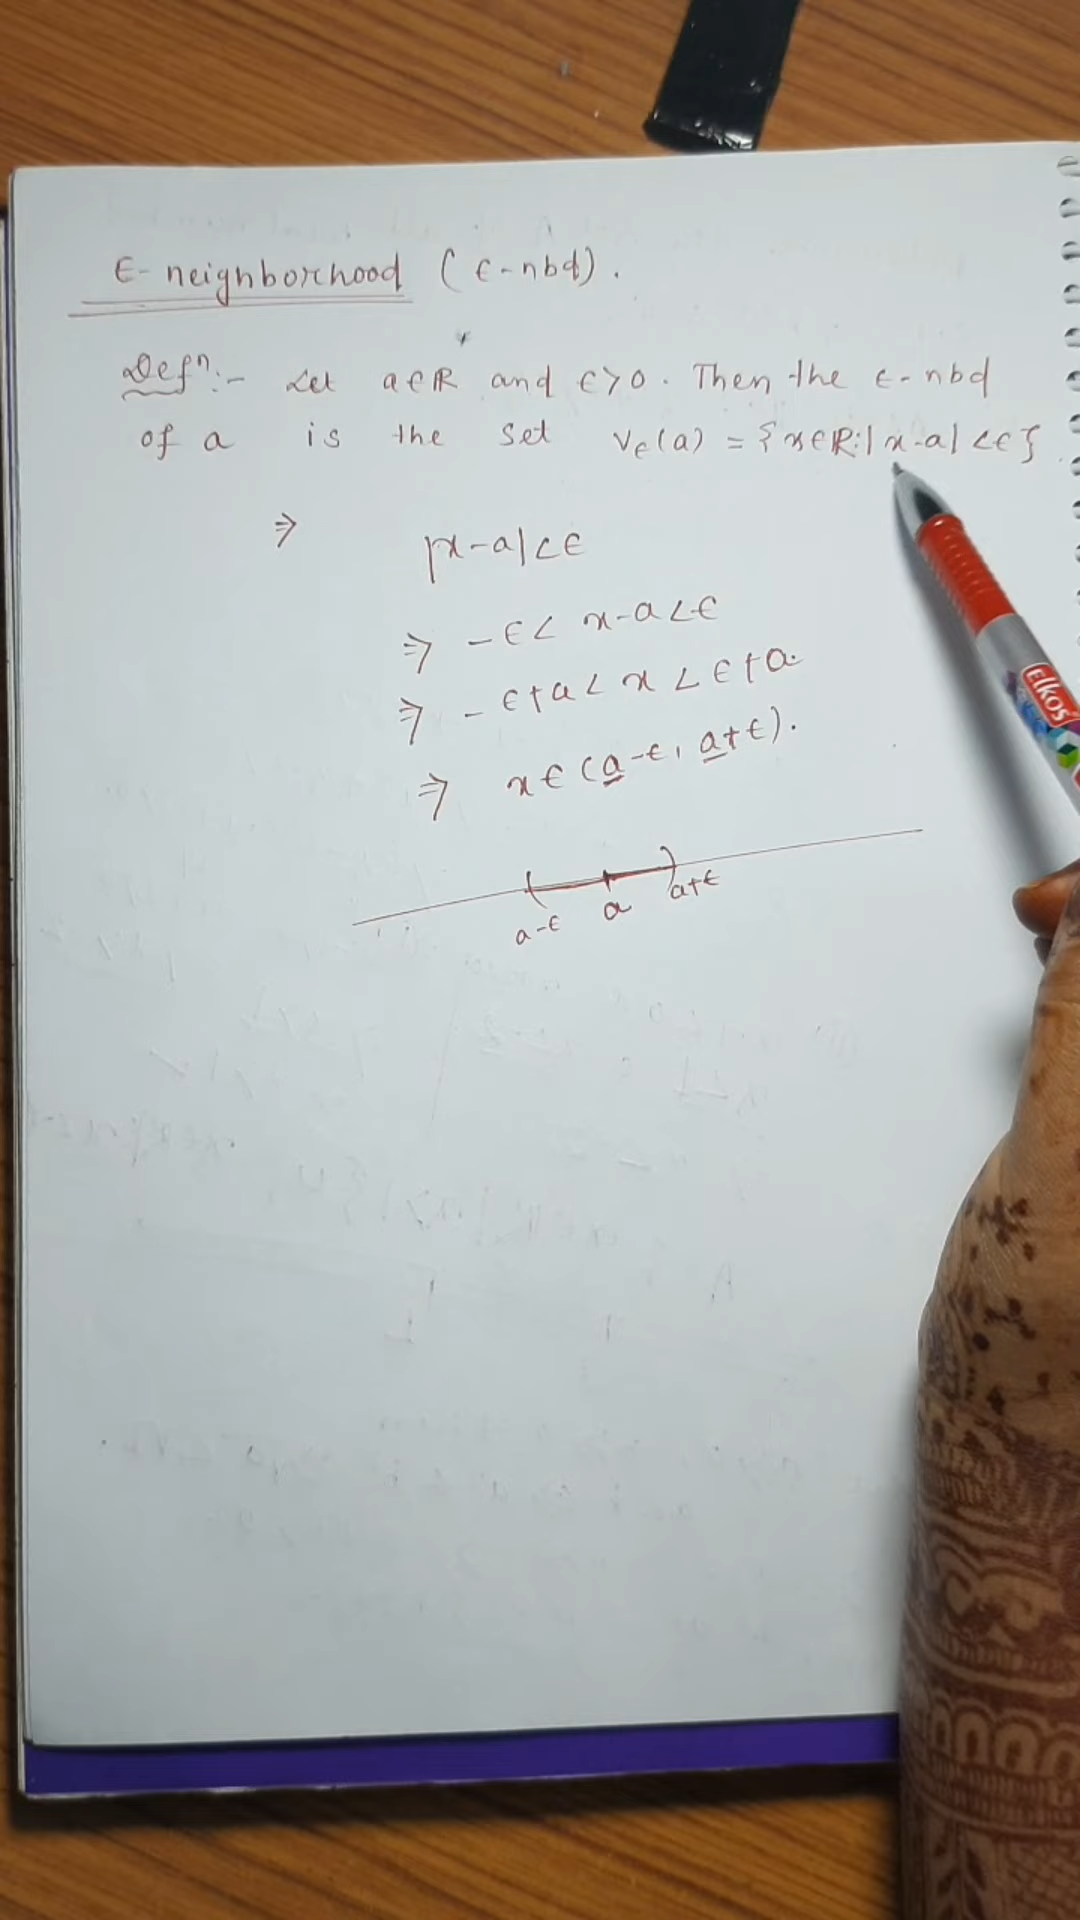 ε- neighborhood (ε-nbd).
Defⁿ:- Let a∈ℝ and ε>0. Then the ε-nbd
of a is the set Vε(a) = {x∈ℝ:|x-a|<ε}
⇒ |x-a|<ε
⇒ -ε< x-a<ε
⇒ -ε+a< x <ε+a.
⇒ x∈(a-ε, a+ε).
a-ε a a+ε
Elkos